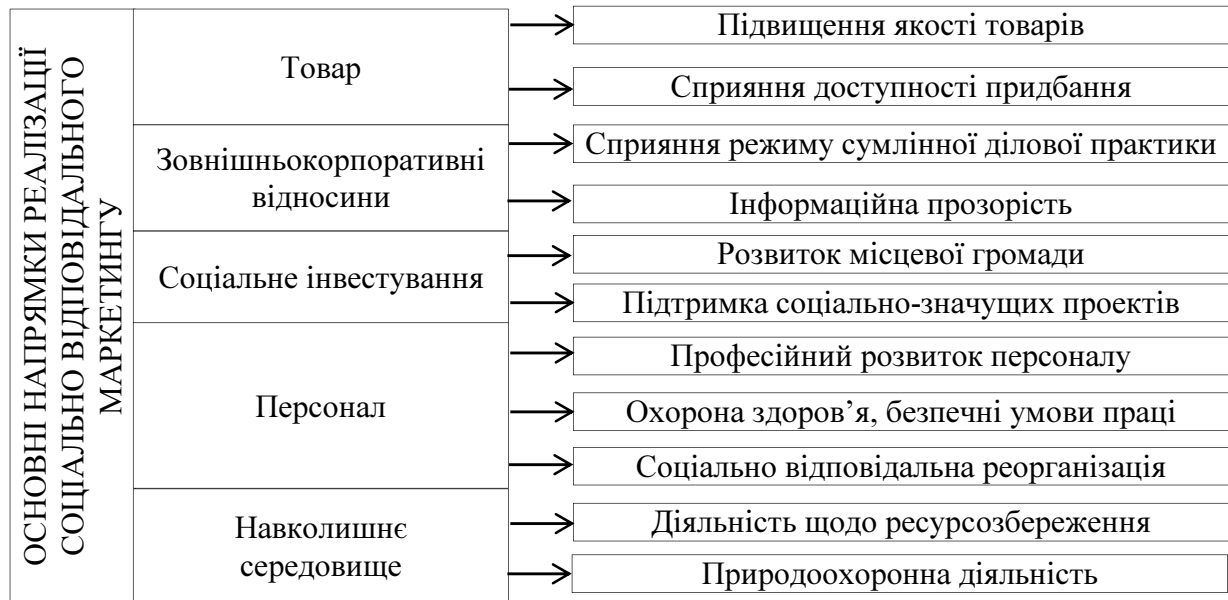 ОСНОВНІ НАПРЯМКИ РЕАЛІЗАЦІЇ
СОЦІАЛЬНО ВІДПОВІДАЛЬНОГО
МАРКЕТИНГУ
Товар
Підвищення якості товарів
Сприяння доступності придбання
Зовнішньокорпоративні
відносини
Сприяння режиму сумлінної ділової практики
Інформаційна прозорість
Соціальне інвестування
Розвиток місцевої громади
Підтримка соціально-значущих проектів
Персонал
Професійний розвиток персоналу
Охорона здоров’я, безпечні умови праці
Соціально відповідальна реорганізація
Навколишнє
середовище
Діяльність щодо ресурсозбереження
Природоохоронна діяльність